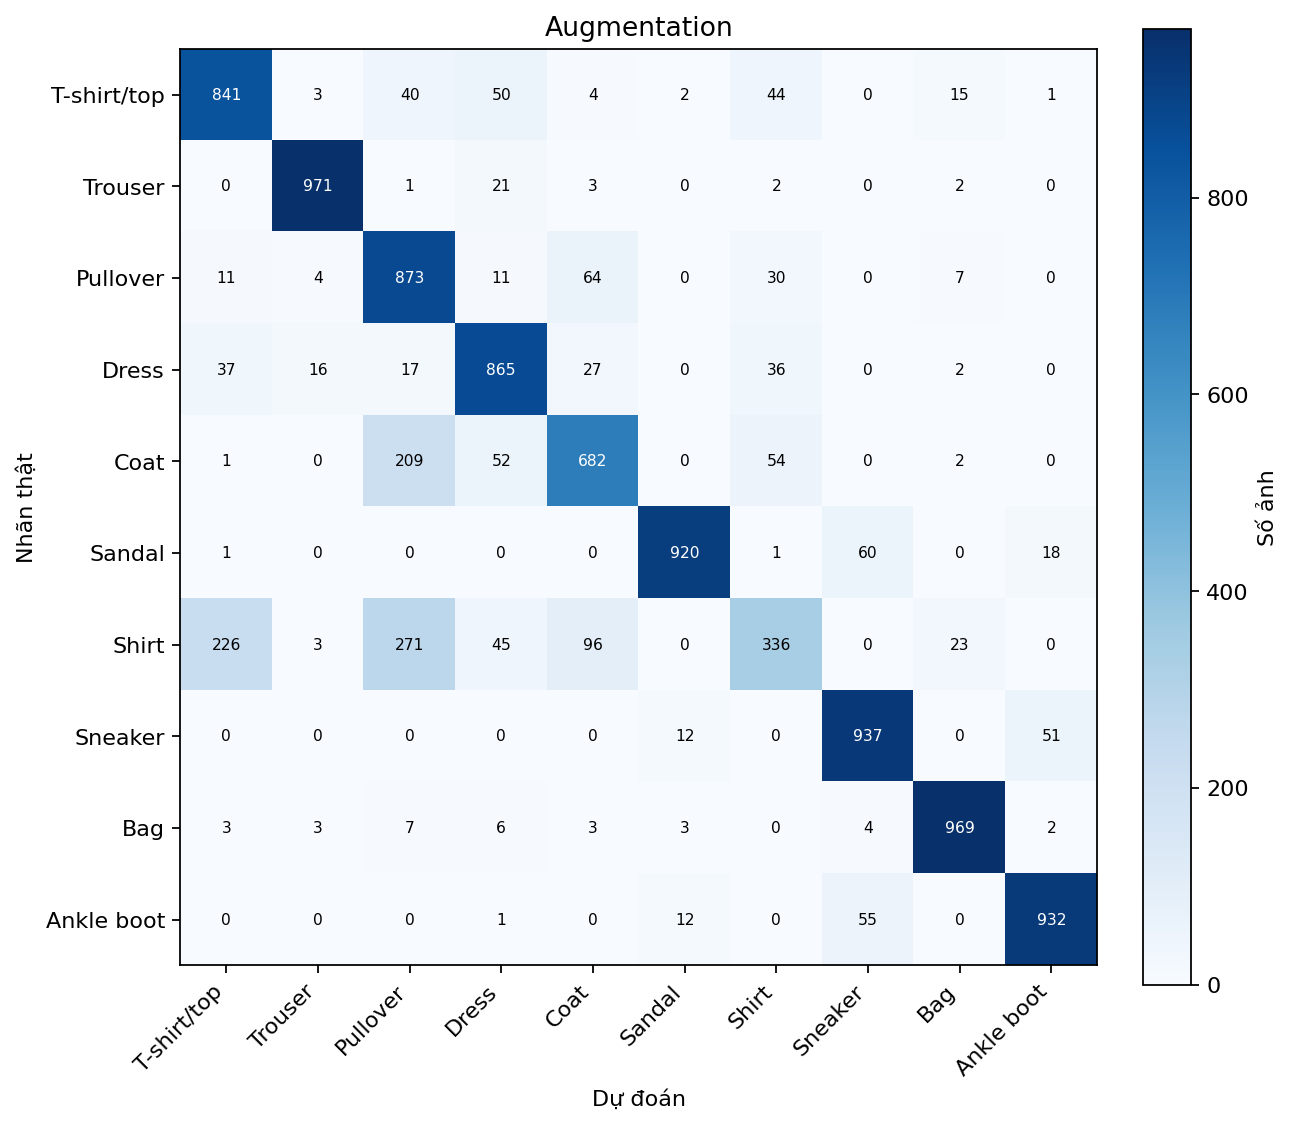 Augmentation
T-shirt/top 841 3 40 50 4 2 44 0 15 1
Trouser 0 971 1 21 3 0 2 0 2 0
Pullover 11 4 873 11 64 0 30 0 7 0
Dress 37 16 17 865 27 0 36 0 2 0
Coat 1 0 209 52 682 0 54 0 2 0
Sandal 1 0 0 0 0 920 1 60 0 18
Shirt 226 3 271 45 96 0 336 0 23 0
Sneaker 0 0 0 0 0 12 0 937 0 51
Bag 3 3 7 6 3 3 0 4 969 2
Ankle boot 0 0 0 1 0 12 0 55 0 932
T-shirt/top Trouser Pullover Dress Coat Sandal Shirt Sneaker Bag Ankle boot
Dự đoán
Nhãn thật
800
600
400
200
0
Số ảnh